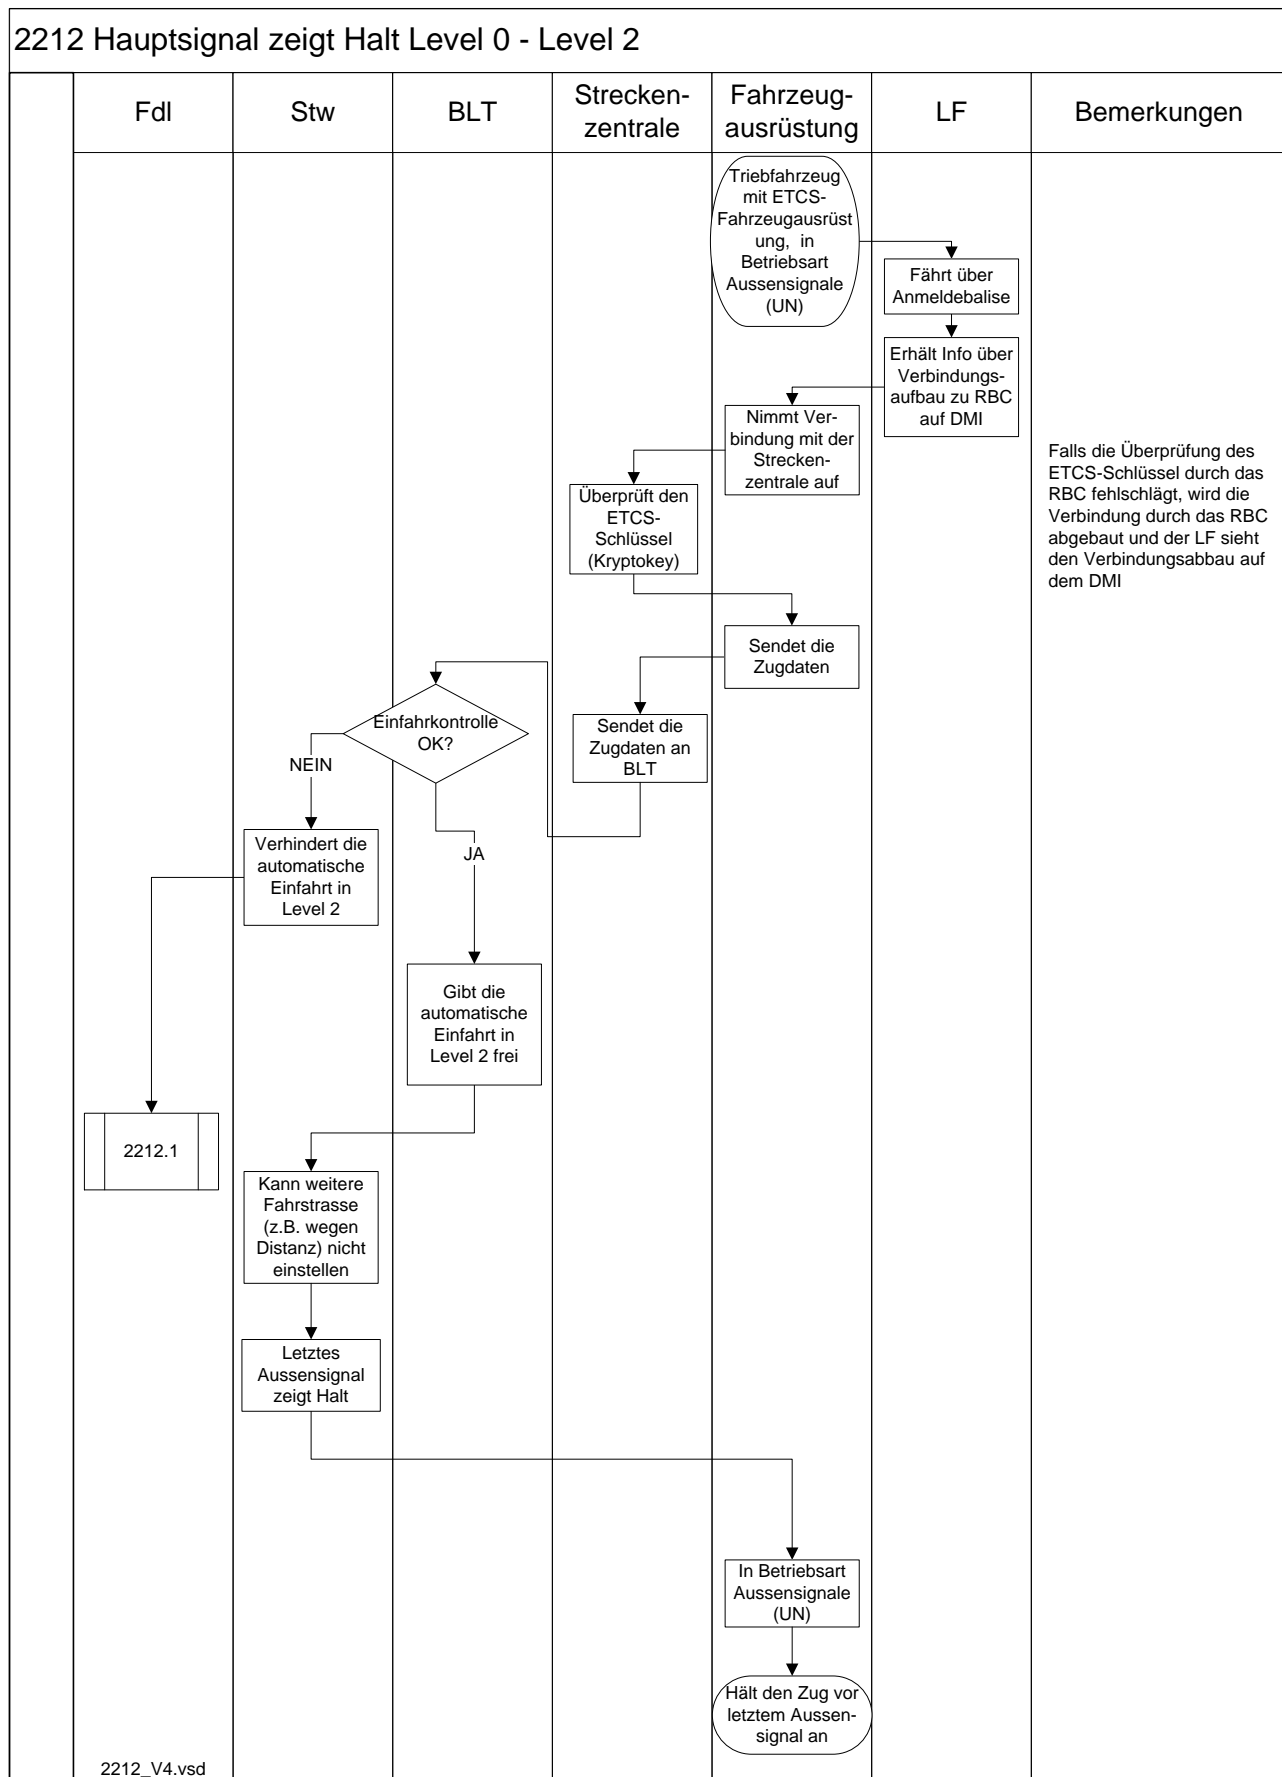 2212 Hauptsignal zeigt Halt Level 0 - Level 2
Fdl
Stw
BLT
Strecken-
zentrale
Fahrzeug-
ausrüstung
LF
Bemerkungen
Triebfahrzeug
mit ETCS-
Fahrzeugausrüst
ung, in
Betriebsart
Aussensignale
(UN)
Fährt über
Anmeldebalise
Erhält Info über
Verbindungs-
aufbau zu RBC
auf DMI
Nimmt Ver-
bindung mit der
Strecken-
zentrale auf
Falls die Überprüfung des
ETCS-Schlüssel durch das
RBC fehlschlägt, wird die
Verbindung durch das RBC
abgebaut und der LF sieht
den Verbindungsabbau auf
dem DMI
Überprüft den
ETCS-
Schlüssel
(Kryptokey)
Sendet die
Zugdaten
Sendet die
Zugdaten an
BLT
Einfahrkontrolle
OK?
NEIN
JA
Verhindert die
automatische
Einfahrt in
Level 2
Gibt die
automatische
Einfahrt in
Level 2 frei
2212.1
Kann weitere
Fahrstrasse
(z.B. wegen
Distanz) nicht
einstellen
Letztes
Aussensignal
zeigt Halt
In Betriebsart
Aussensignale
(UN)
Hält den Zug vor
letztem Aussen-
signal an
2212_V4.vsd